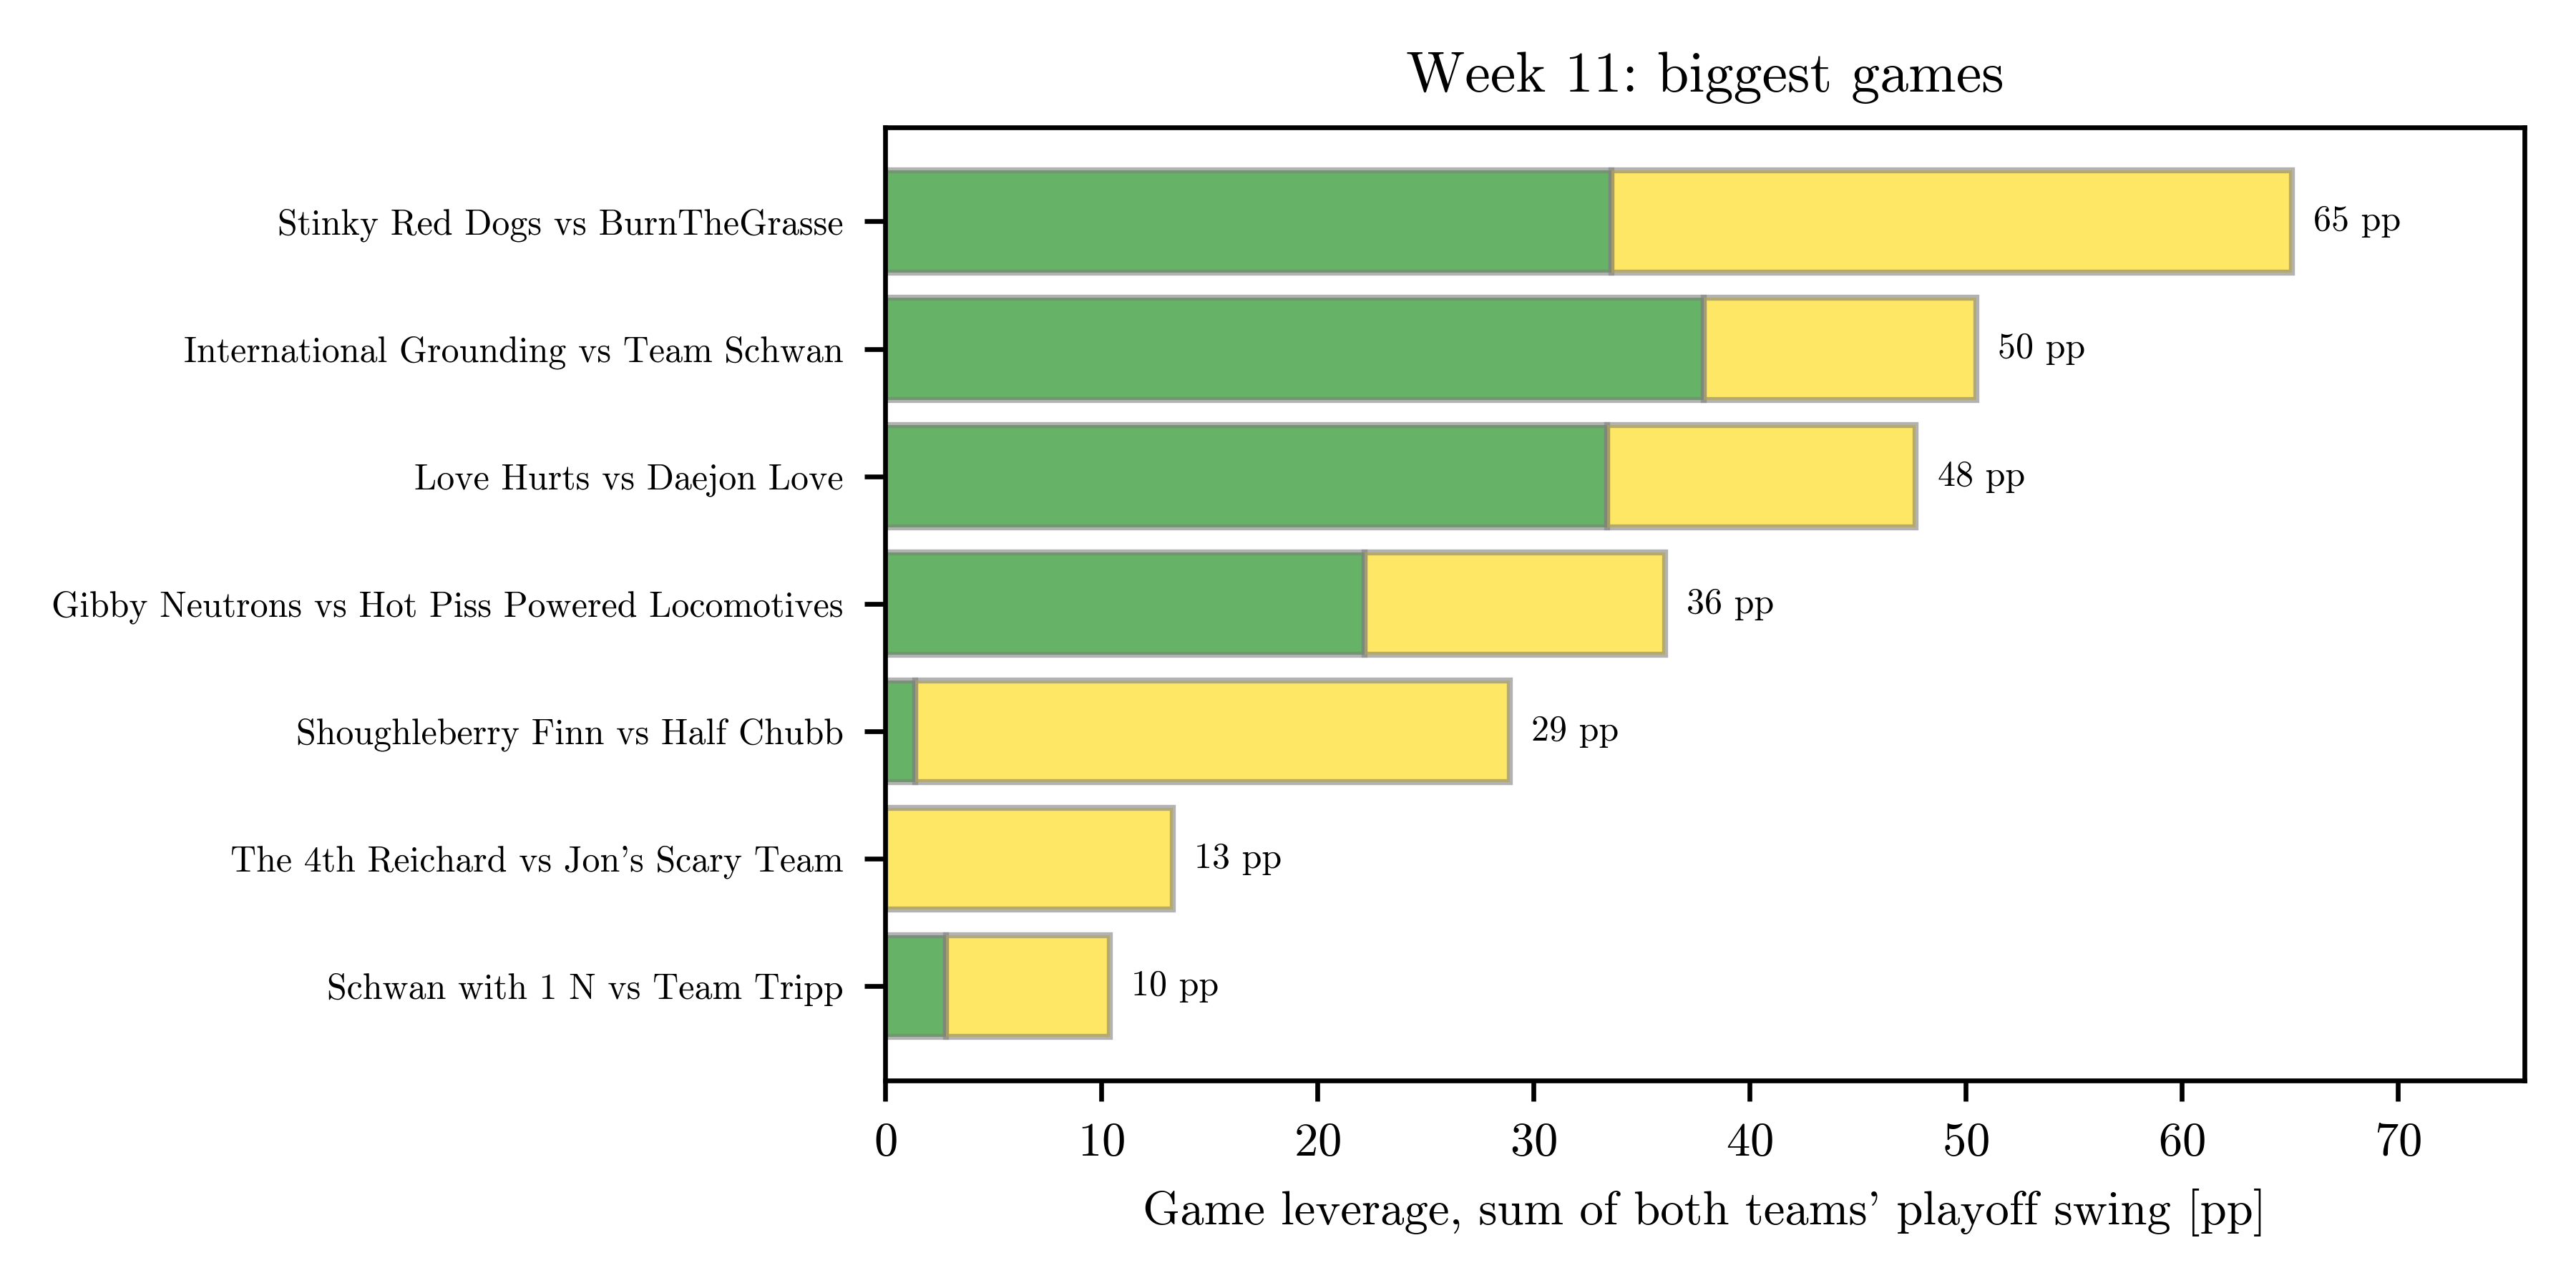 Week 11: biggest games
Stinky Red Dogs vs BurnTheGrasse
65 pp
International Grounding vs Team Schwan
50 pp
Love Hurts vs Daejon Love
48 pp
Gibby Neutrons vs Hot Piss Powered Locomotives
36 pp
Shoughleberry Finn vs Half Chubb
29 pp
The 4th Reichard vs Jon’s Scary Team
13 pp
Schwan with 1 N vs Team Tripp
10 pp
0 10 20 30 40 50 60 70
Game leverage, sum of both teams’ playoff swing [pp]